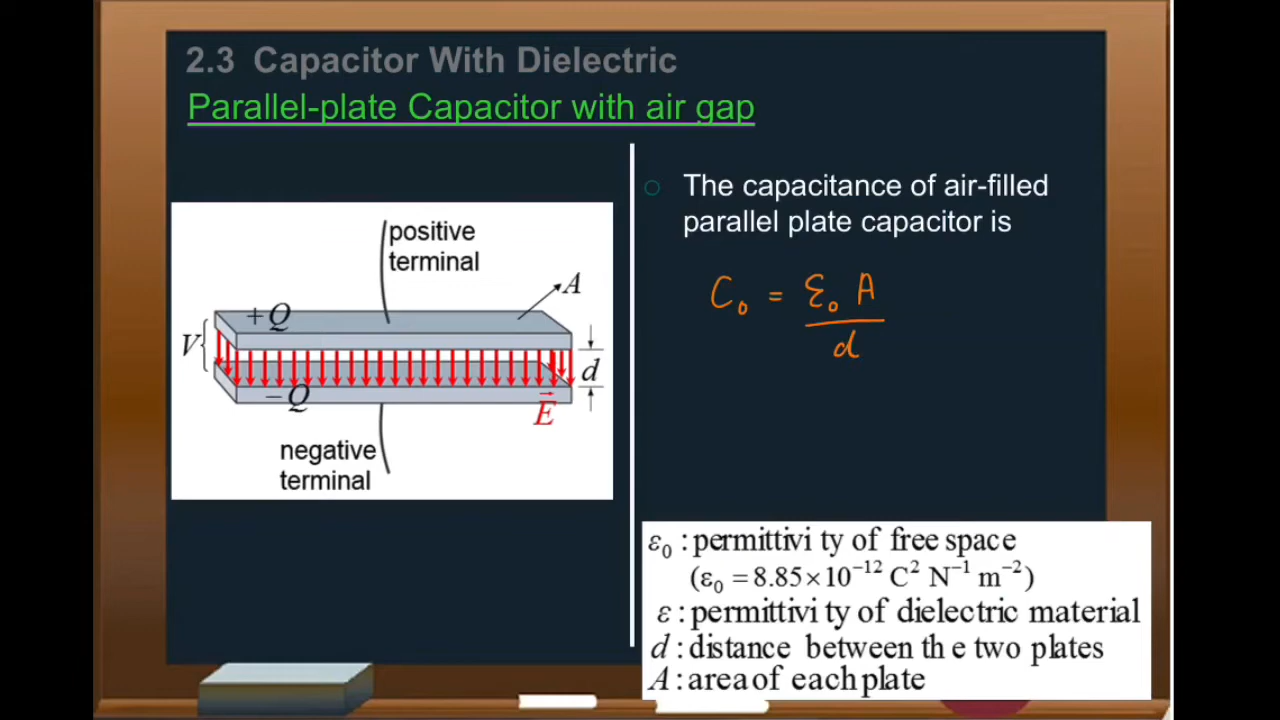 2.3 Capacitor With Dielectric
Parallel-plate Capacitor with air gap
positive
terminal
A
+Q
V
d
−Q
E⃗
negative
terminal
The capacitance of air-filled
parallel plate capacitor is
C₀ = ε₀ A
d
ε₀ : permittivi ty of free space
(ε₀ = 8.85×10⁻¹² C² N⁻¹ m⁻²)
ε : permittivi ty of dielectric material
d : distance between th e two plates
A : area of each plate